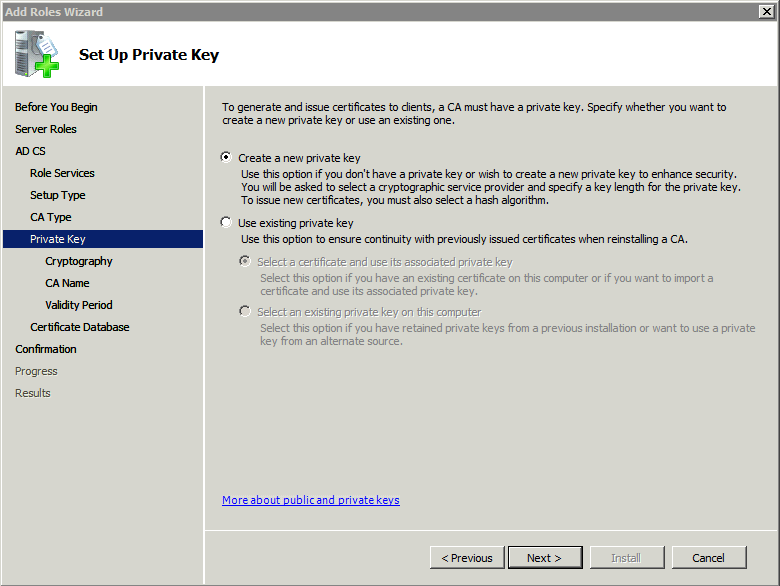 Add Roles Wizard
Set Up Private Key
Before You Begin
Server Roles
AD CS
Role Services
Setup Type
CA Type
Private Key
Cryptography
CA Name
Validity Period
Certificate Database
Confirmation
Progress
Results
To generate and issue certificates to clients, a CA must have a private key. Specify whether you want to
create a new private key or use an existing one.
Create a new private key
Use this option if you don't have a private key or wish to create a new private key to enhance security.
You will be asked to select a cryptographic service provider and specify a key length for the private key.
To issue new certificates, you must also select a hash algorithm.
Use existing private key
Use this option to ensure continuity with previously issued certificates when reinstalling a CA.
Select a certificate and use its associated private key
Select this option if you have an existing certificate on this computer or if you want to import a
certificate and use its associated private key.
Select an existing private key on this computer
Select this option if you have retained private keys from a previous installation or want to use a private
key from an alternate source.
More about public and private keys
< Previous
Next >
Install
Cancel